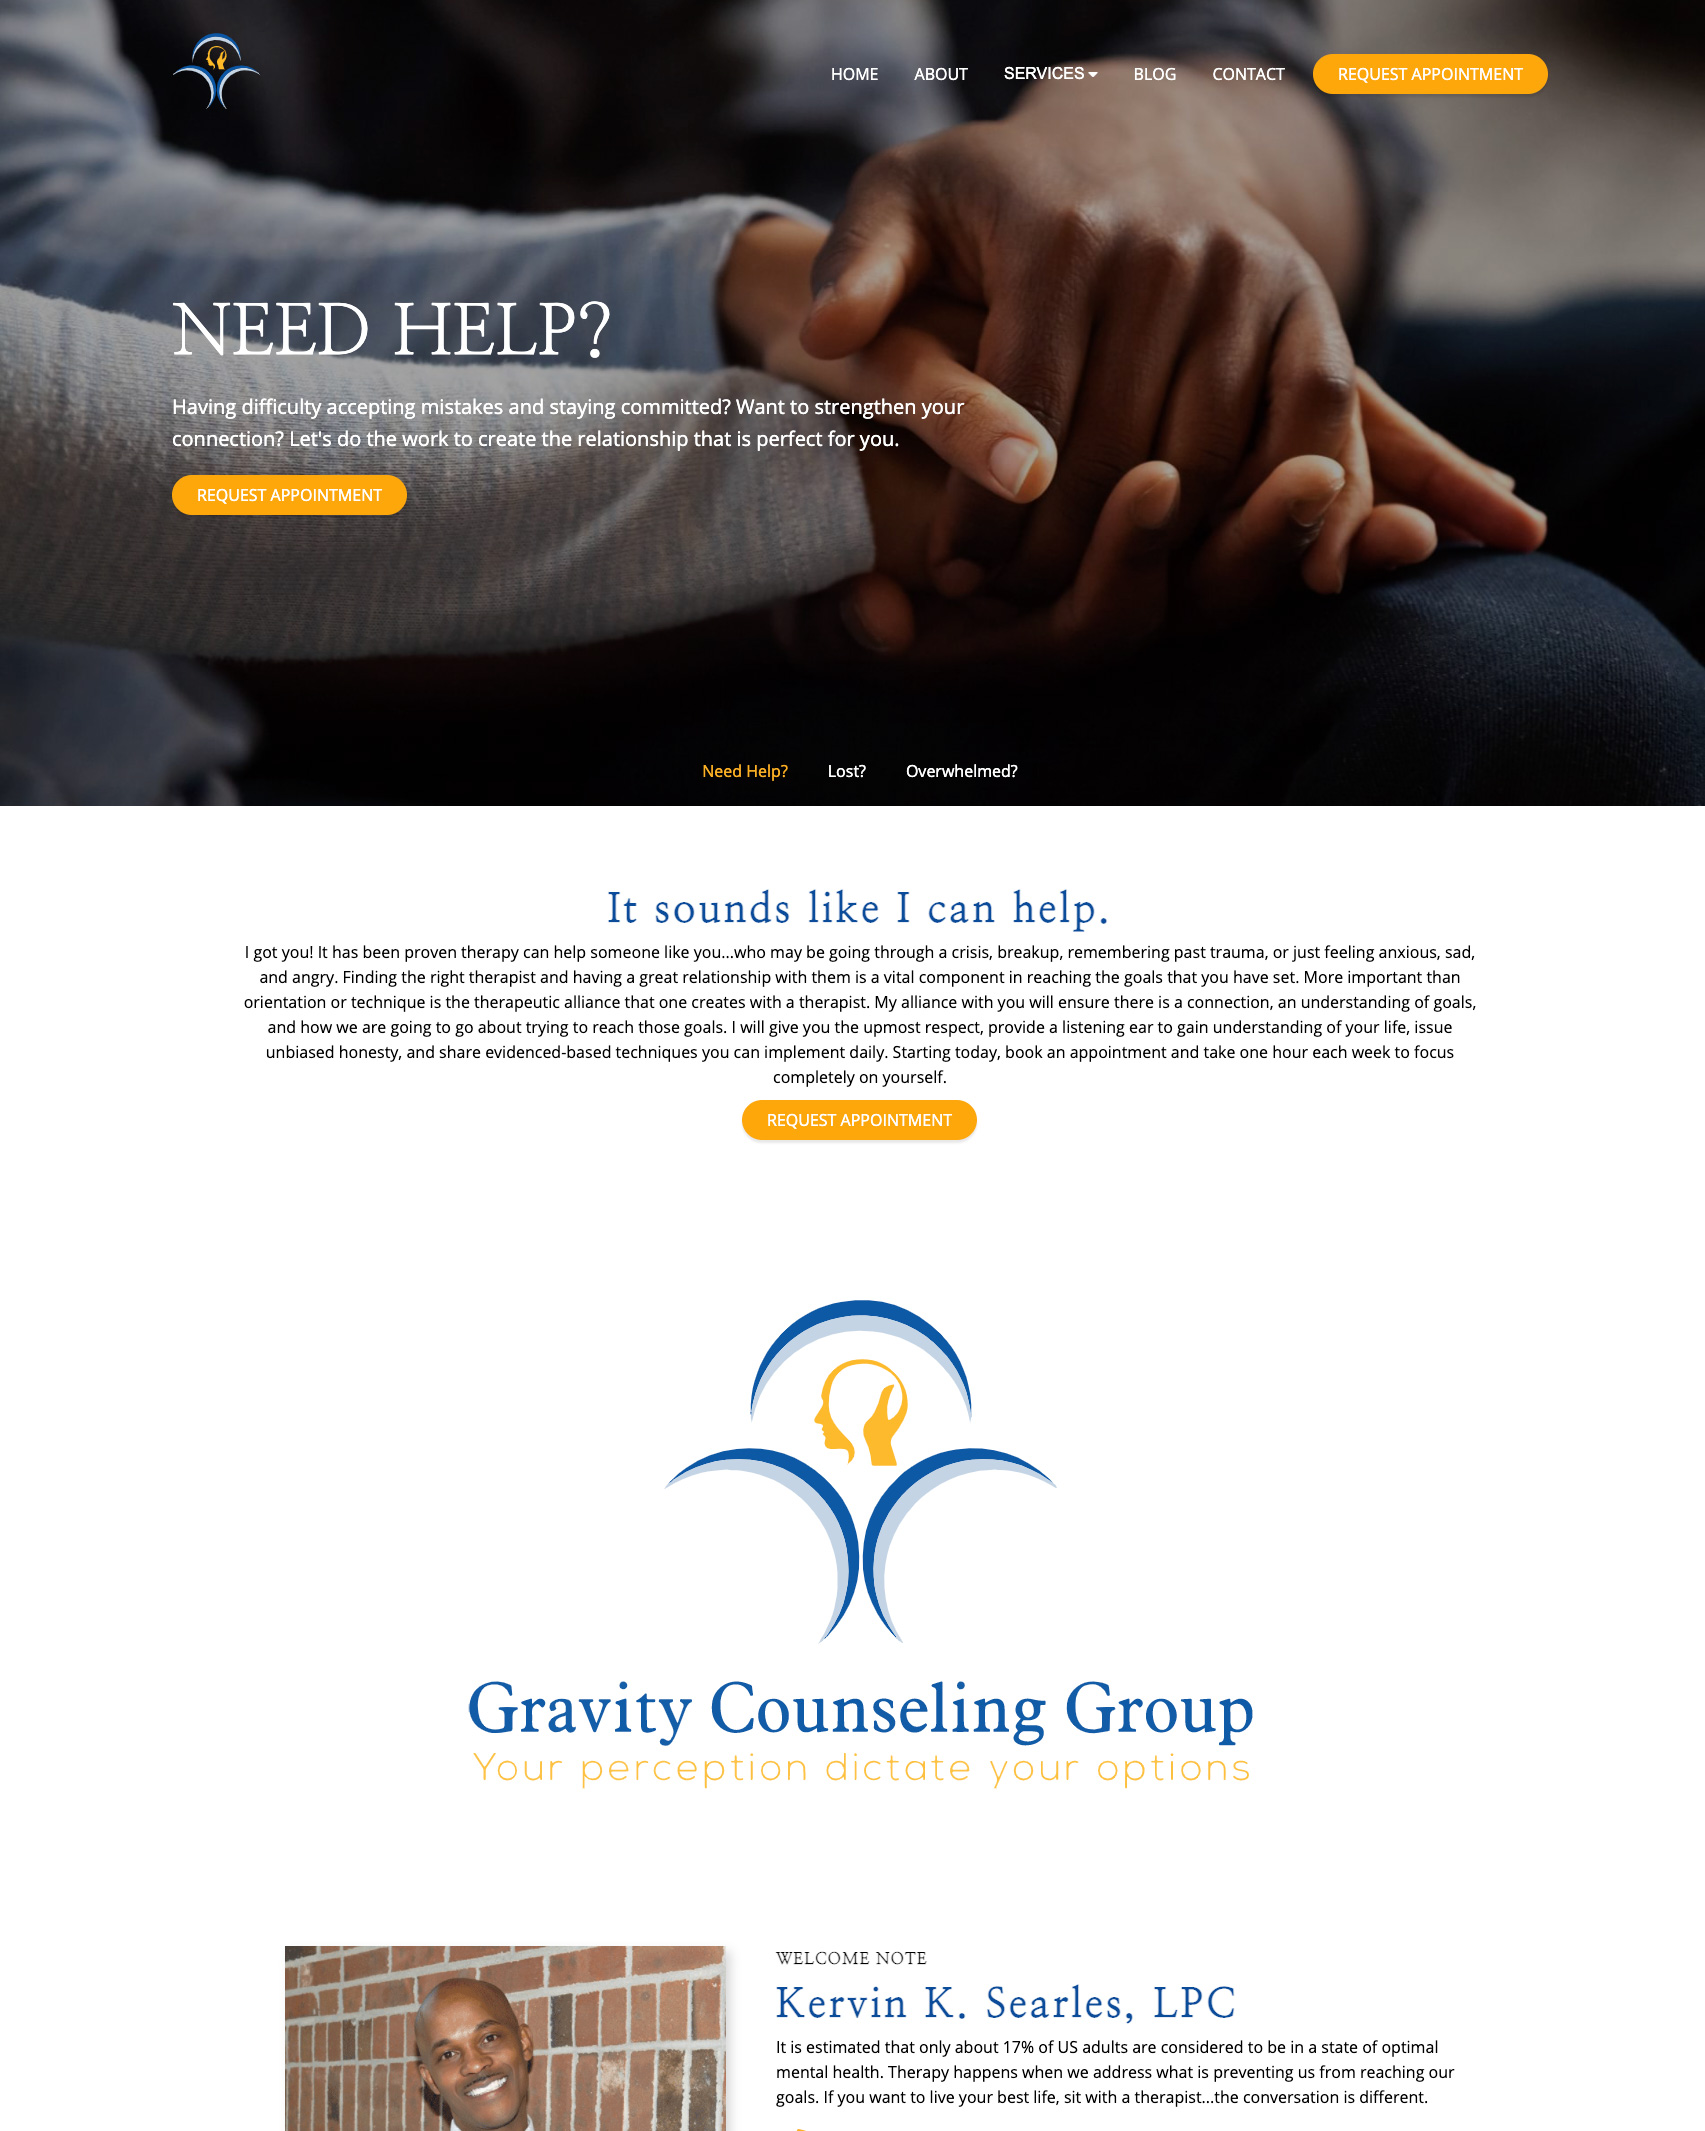 HOME ABOUT SERVICES BLOG CONTACT REQUEST APPOINTMENT
NEED HELP?
Having difficulty accepting mistakes and staying committed? Want to strengthen your
connection? Let's do the work to create the relationship that is perfect for you.
REQUEST APPOINTMENT
Need Help? Lost? Overwhelmed?
It sounds like I can help.
I got you! It has been proven therapy can help someone like you...who may be going through a crisis, breakup, remembering past trauma, or just feeling anxious, sad,
and angry. Finding the right therapist and having a great relationship with them is a vital component in reaching the goals that you have set. More important than
orientation or technique is the therapeutic alliance that one creates with a therapist. My alliance with you will ensure there is a connection, an understanding of goals,
and how we are going to go about trying to reach those goals. I will give you the upmost respect, provide a listening ear to gain understanding of your life, issue
unbiased honesty, and share evidenced-based techniques you can implement daily. Starting today, book an appointment and take one hour each week to focus
completely on yourself.
REQUEST APPOINTMENT
Gravity Counseling Group
Your perception dictate your options
WELCOME NOTE
Kervin K. Searles, LPC
It is estimated that only about 17% of US adults are considered to be in a state of optimal
mental health. Therapy happens when we address what is preventing us from reaching our
goals. If you want to live your best life, sit with a therapist...the conversation is different.